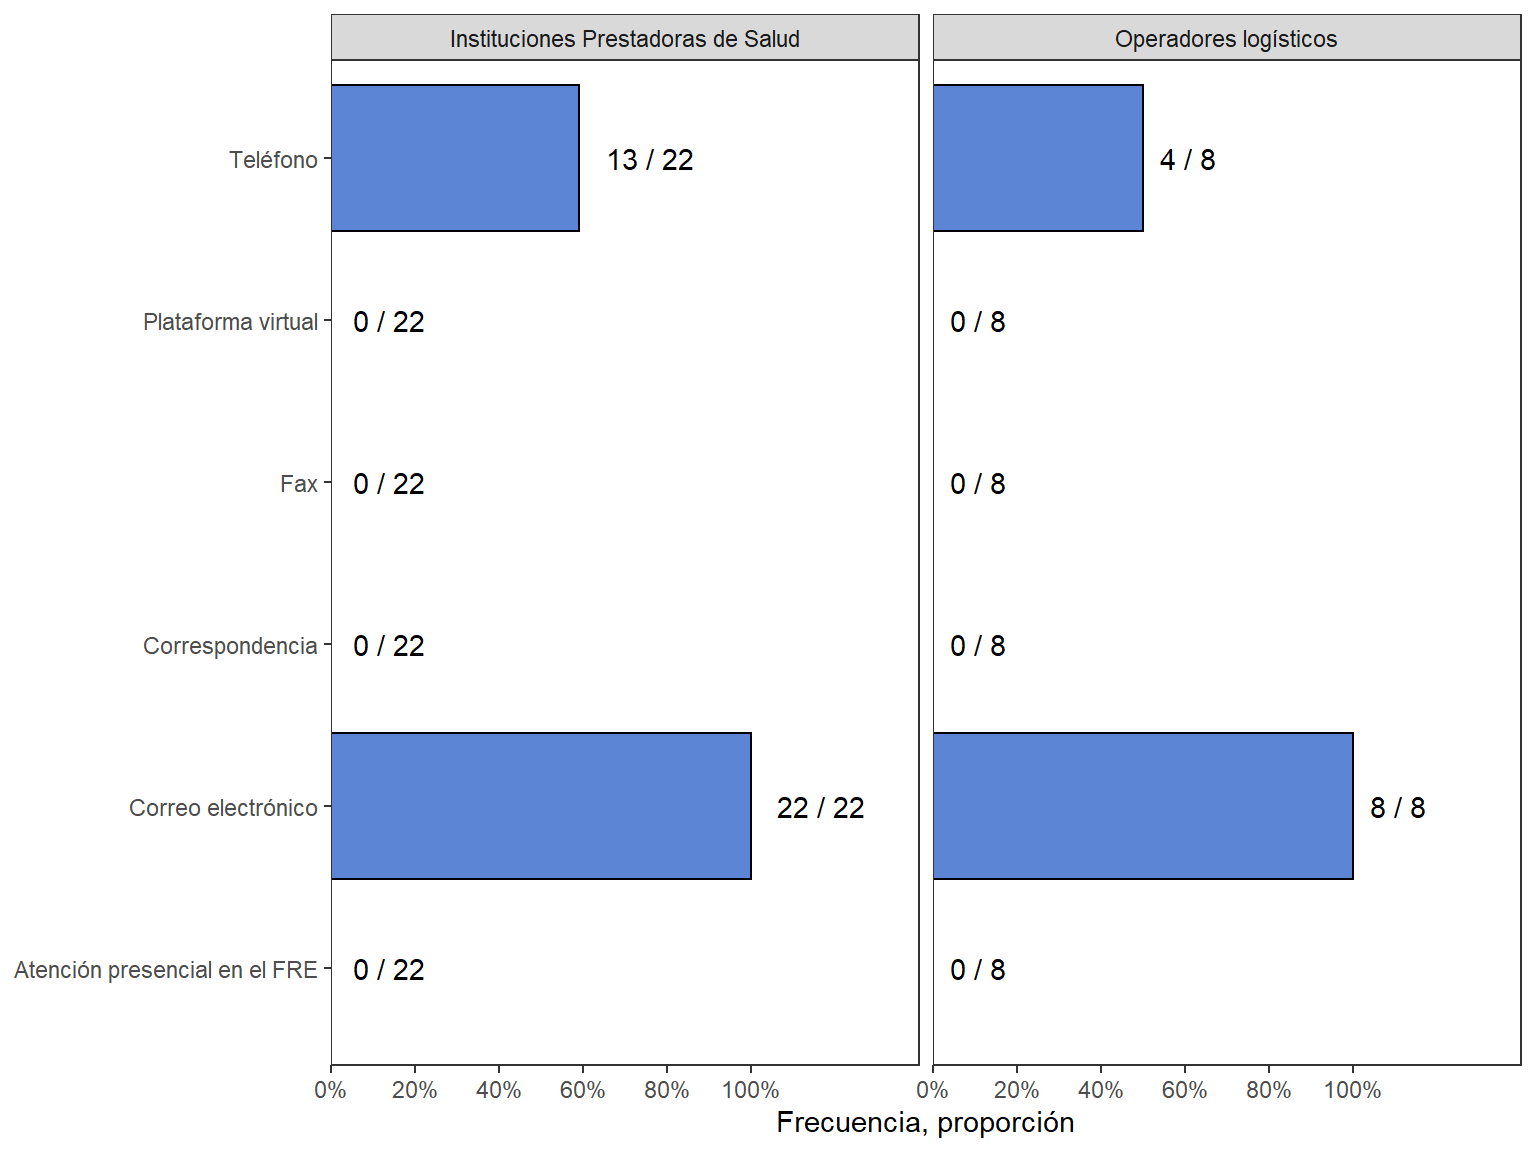 Instituciones Prestadoras de Salud
Operadores logísticos
Teléfono
13 / 22
4 / 8
Plataforma virtual
0 / 22
0 / 8
Fax
0 / 22
0 / 8
Correspondencia
0 / 22
0 / 8
Correo electrónico
22 / 22
8 / 8
Atención presencial en el FRE
0 / 22
0 / 8
0% 20% 40% 60% 80% 100%
0% 20% 40% 60% 80% 100%
Frecuencia, proporción